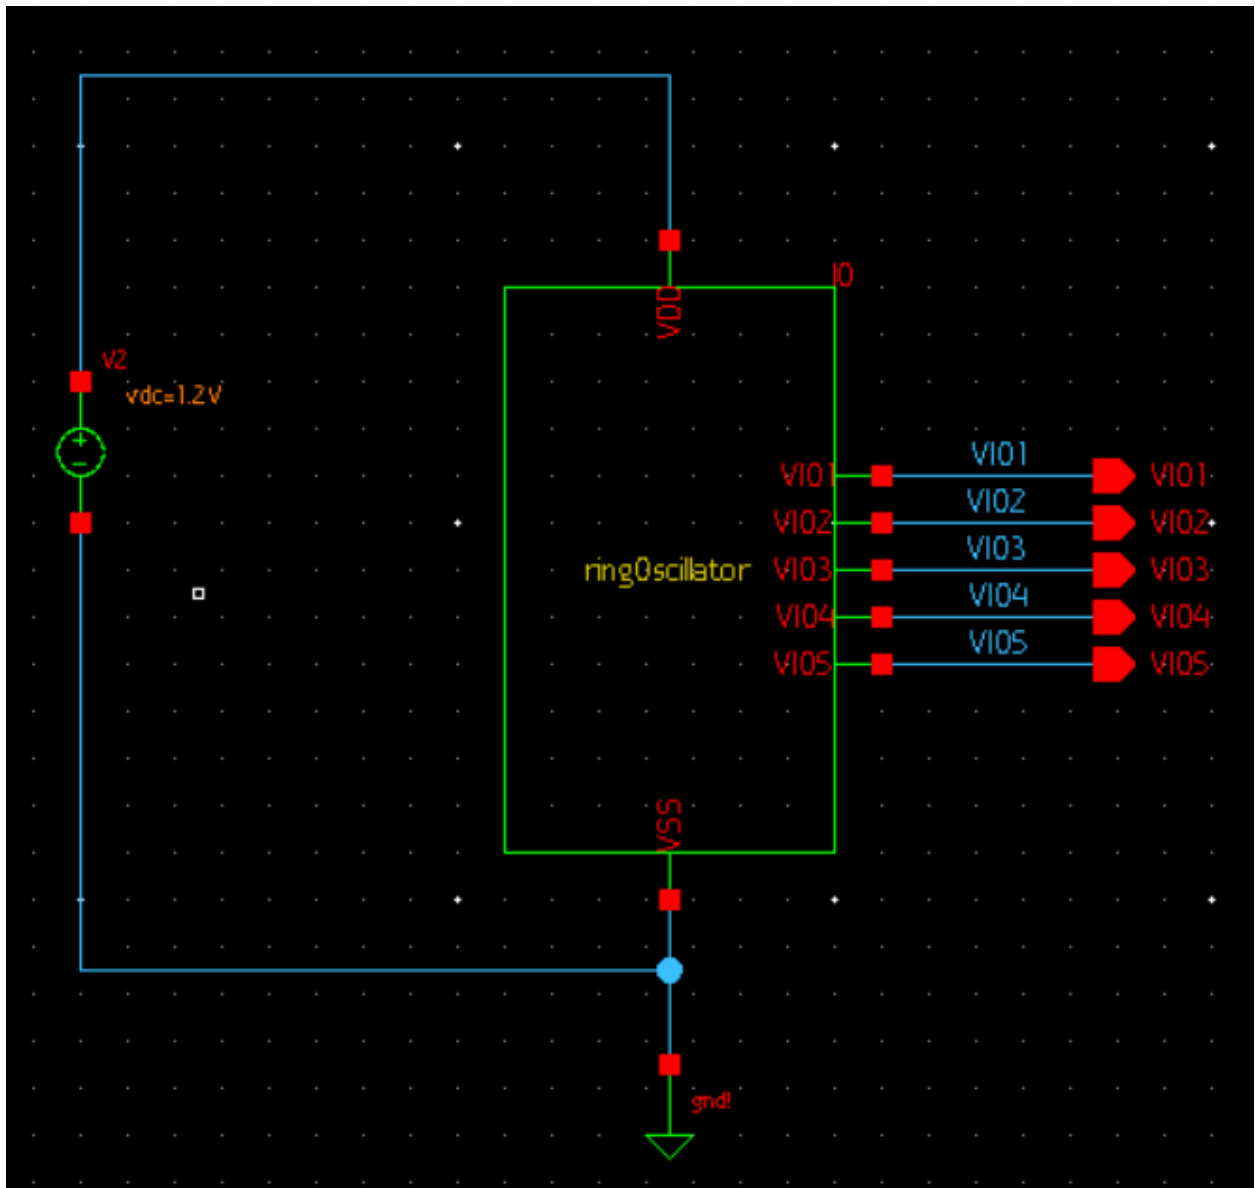 I0
VDD
V2
vdc=1.2V
VIO1 VIO1 VIO1
VIO2 VIO2 VIO2
VIO3 VIO3 VIO3
ringOscillator
VIO4 VIO4 VIO4
VIO5 VIO5 VIO5
VSS
gnd!